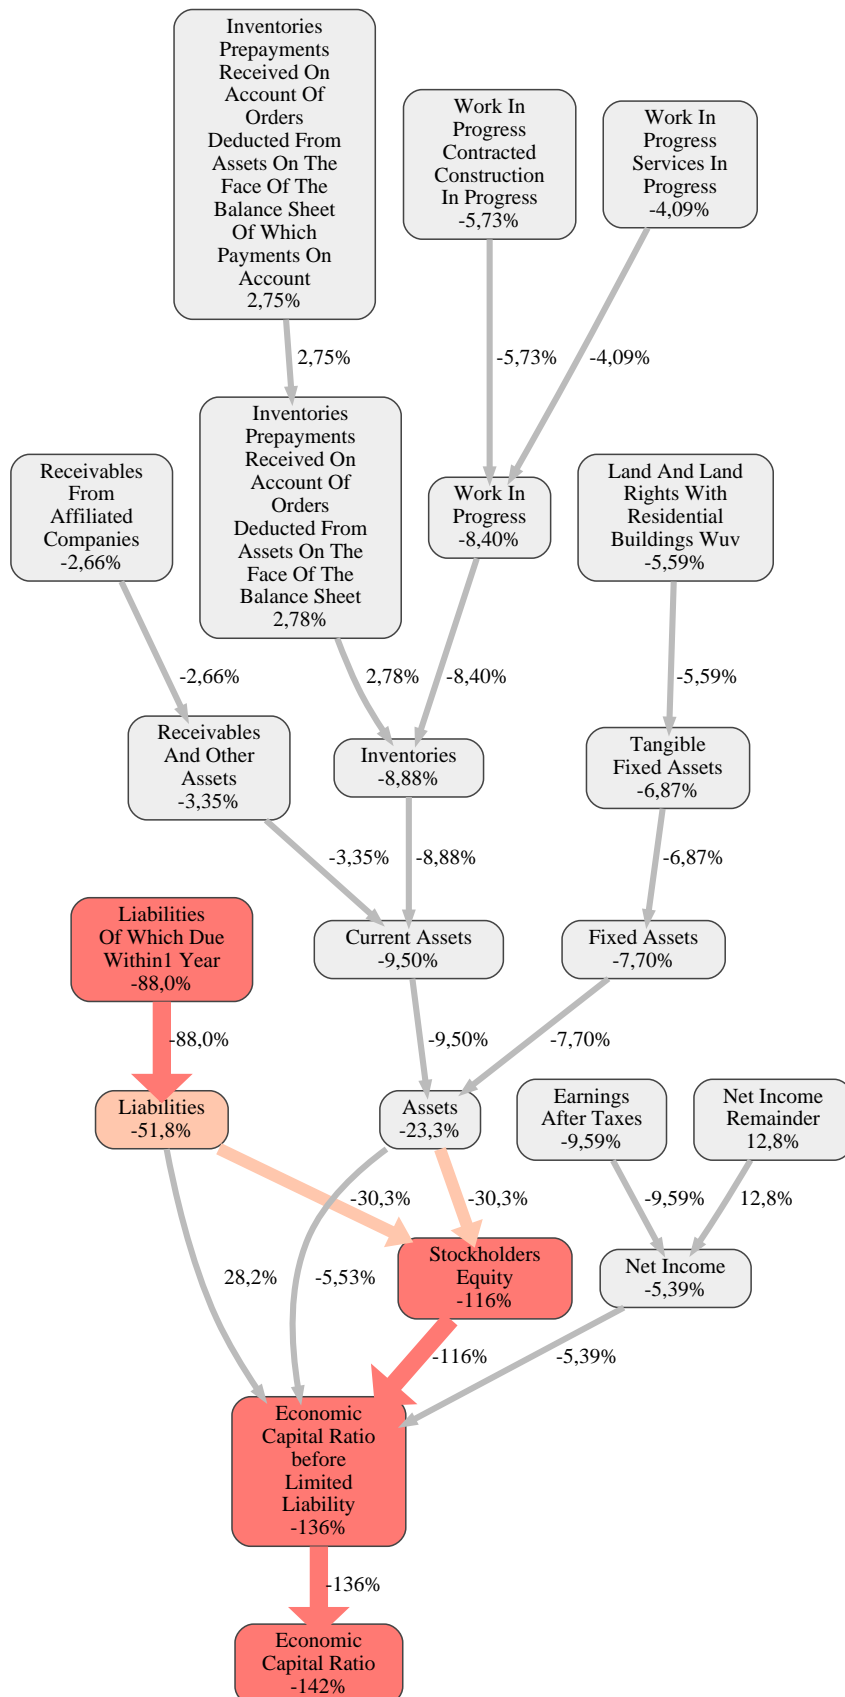 Inventories
Prepayments
Received On
Account Of
Orders
Deducted From
Assets On The
Face Of The
Balance Sheet
Of Which
Payments On
Account
2,75%
Work In
Progress
Contracted
Construction
In Progress
-5,73%
Work In
Progress
Services In
Progress
-4,09%
2,75%
-5,73%
-4,09%
Receivables
From
Affiliated
Companies
-2,66%
Inventories
Prepayments
Received On
Account Of
Orders
Deducted From
Assets On The
Face Of The
Balance Sheet
2,78%
Work In
Progress
-8,40%
Land And Land
Rights With
Residential
Buildings Wuv
-5,59%
-2,66%
2,78%
-8,40%
-5,59%
Receivables
And Other
Assets
-3,35%
Inventories
-8,88%
Tangible
Fixed Assets
-6,87%
-3,35%
-8,88%
-6,87%
Liabilities
Of Which Due
Within1 Year
-88,0%
Current Assets
-9,50%
Fixed Assets
-7,70%
-88,0%
-9,50%
-7,70%
Liabilities
-51,8%
Assets
-23,3%
Earnings
After Taxes
-9,59%
Net Income
Remainder
12,8%
-30,3%
-30,3%
-9,59%
12,8%
28,2%
-5,53%
Stockholders
Equity
-116%
Net Income
-5,39%
-116%
-5,39%
Economic
Capital Ratio
before
Limited
Liability
-136%
-136%
Economic
Capital Ratio
-142%